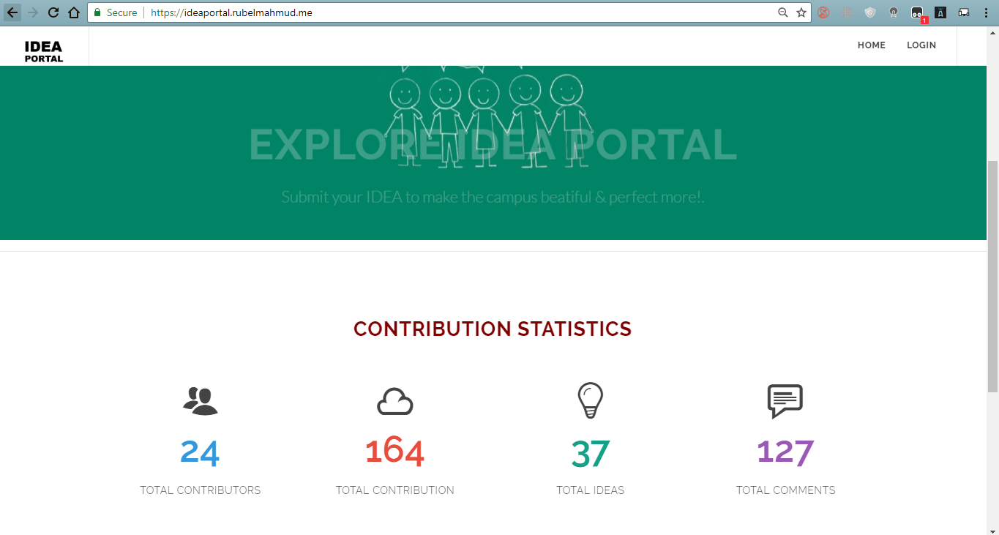 Secure https://ideaportal.rubelmahmud.me
1
IDEA
PORTAL
HOME LOGIN
EXPLORE IDEA PORTAL
Submit your IDEA to make the campus beatiful & perfect more!.
CONTRIBUTION STATISTICS
24 164 37 127
TOTAL CONTRIBUTORS TOTAL CONTRIBUTION TOTAL IDEAS TOTAL COMMENTS